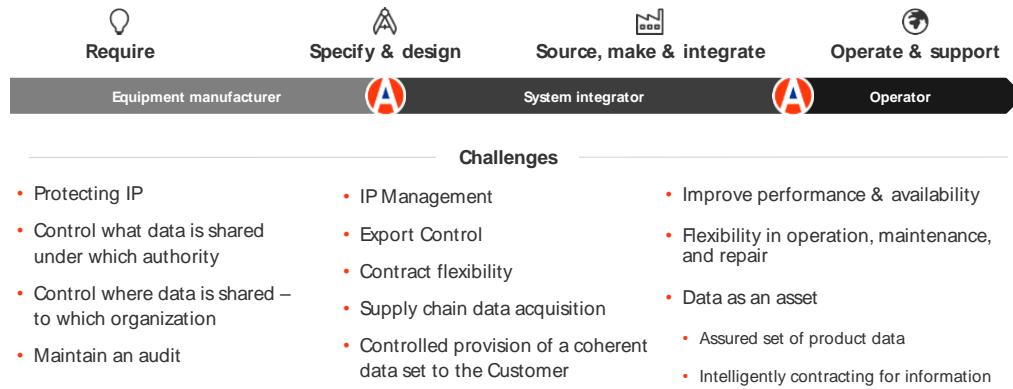 Require
Specify & design
Source, make & integrate
Operate & support
Equipment manufacturer
A
System integrator
A
Operator
Challenges
• Protecting IP
• Control what data is shared
under which authority
• Control where data is shared –
to which organization
• Maintain an audit
• IP Management
• Export Control
• Contract flexibility
• Supply chain data acquisition
• Controlled provision of a coherent
data set to the Customer
• Improve performance & availability
• Flexibility in operation, maintenance,
and repair
• Data as an asset
• Assured set of product data
• Intelligently contracting for information